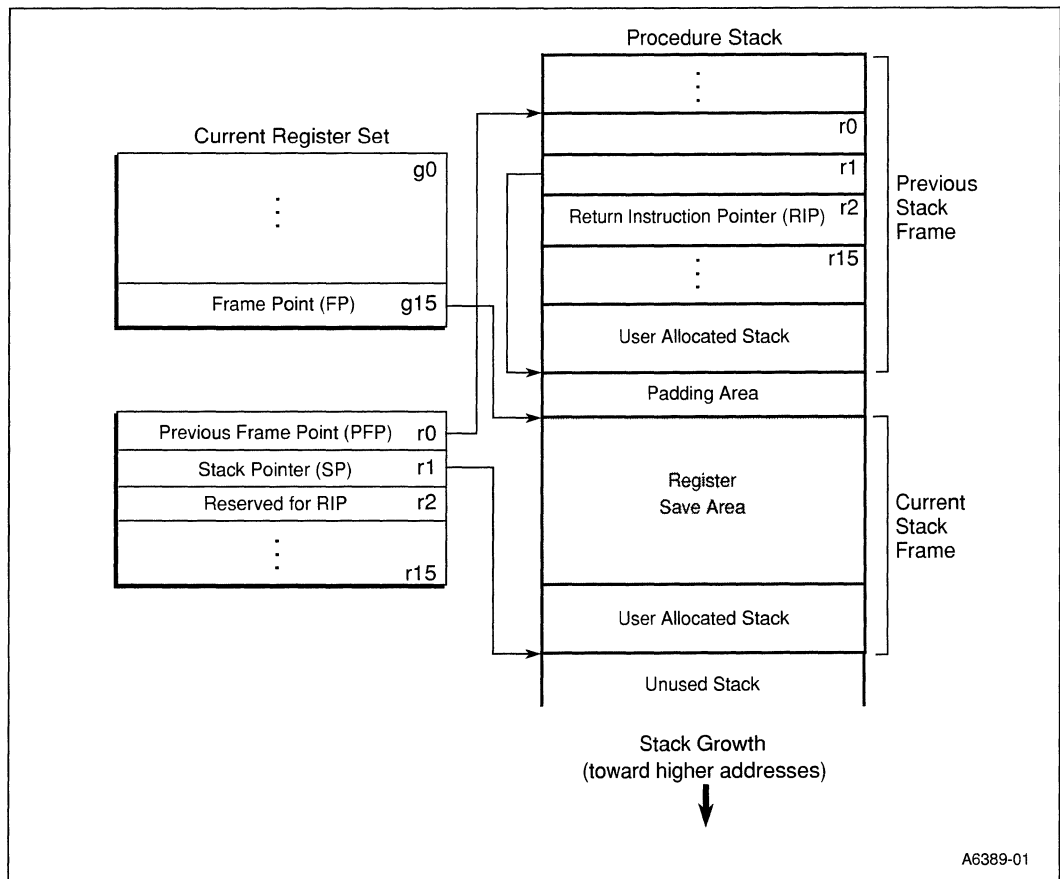 Procedure Stack
Current Register Set
g0
Frame Point (FP) g15
Previous Frame Point (PFP) r0
Stack Pointer (SP) r1
Reserved for RIP r2
r15
r0
r1
Return Instruction Pointer (RIP) r2
r15
User Allocated Stack
Previous
Stack
Frame
Padding Area
Register
Save Area
User Allocated Stack
Current
Stack
Frame
Unused Stack
Stack Growth
(toward higher addresses)
A6389-01